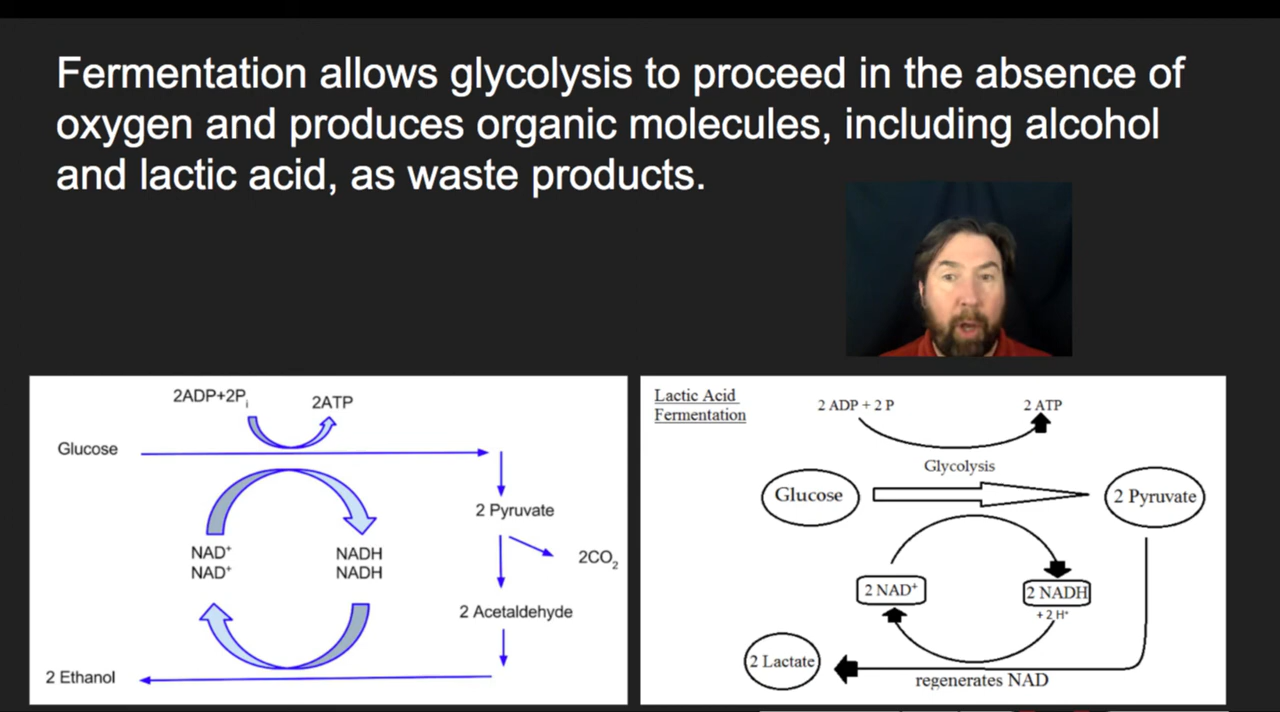 Fermentation allows glycolysis to proceed in the absence of
oxygen and produces organic molecules, including alcohol
and lactic acid, as waste products.
2ADP+2Pi
2ATP
Glucose
2 Pyruvate
NAD⁺
NAD⁺
NADH
NADH
2CO₂
2 Acetaldehyde
2 Ethanol
Lactic Acid
Fermentation
2 ADP + 2 P
2 ATP
Glycolysis
Glucose
2 Pyruvate
2 NAD⁺
2 NADH
+ 2 H⁺
2 Lactate
regenerates NAD